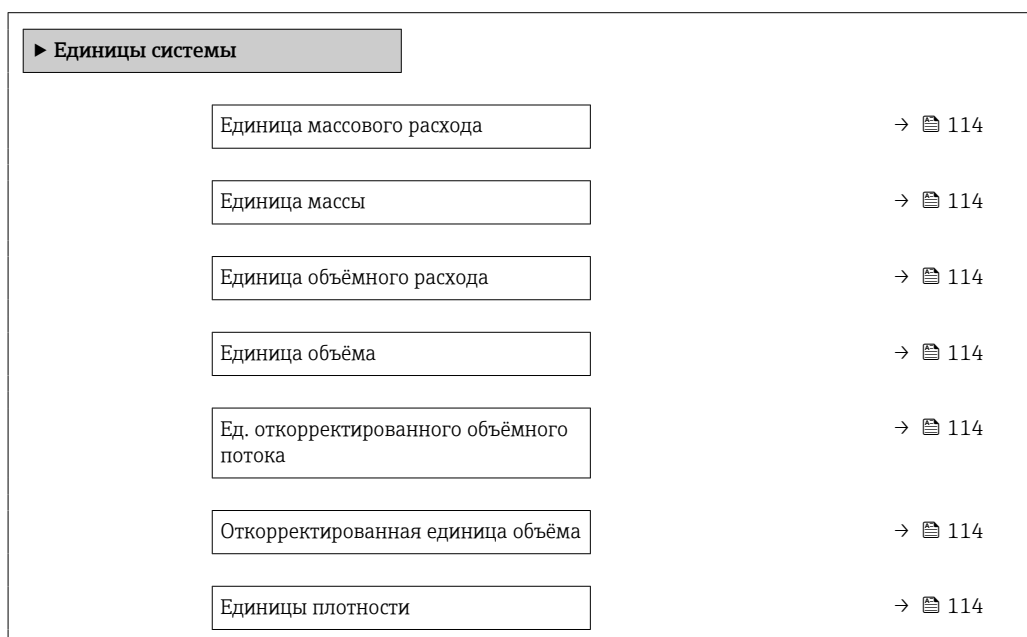 ► Единицы системы
Единица массового расхода → 114
Единица массы → 114
Единица объёмного расхода → 114
Единица объёма → 114
Ед. откорректированного объёмного → 114
потока
Откорректированная единица объёма → 114
Единицы плотности → 114